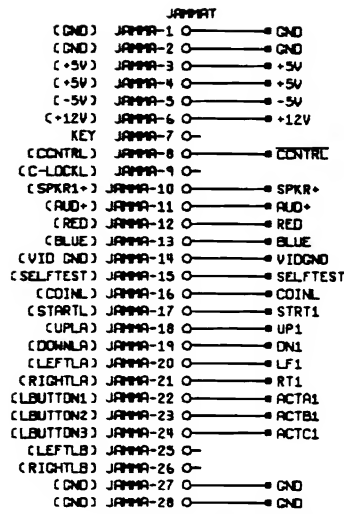 JAMMAT
(GND) JAMMA-1 GND
(GND) JAMMA-2 GND
(+5V) JAMMA-3 +5V
(+5V) JAMMA-4 +5V
(-5V) JAMMA-5 -5V
(+12V) JAMMA-6 +12V
KEY JAMMA-7
(CCNTRL) JAMMA-8 CCNTRL
(C-LOCKL) JAMMA-9
(SPKR1+) JAMMA-10 SPKR+
(AUD+) JAMMA-11 AUD+
(RED) JAMMA-12 RED
(BLUE) JAMMA-13 BLUE
(VID GND) JAMMA-14 VIDGND
(SELFTEST) JAMMA-15 SELFTEST
(COINL) JAMMA-16 COINL
(STARTL) JAMMA-17 STRT1
(UPLA) JAMMA-18 UP1
(DOWNLA) JAMMA-19 DN1
(LEFTLA) JAMMA-20 LF1
(RIGHTLA) JAMMA-21 RT1
(LBUTTON1) JAMMA-22 ACTA1
(LBUTTON2) JAMMA-23 ACTB1
(LBUTTON3) JAMMA-24 ACTC1
(LEFTLB) JAMMA-25
(RIGHTLB) JAMMA-26
(GND) JAMMA-27 GND
(GND) JAMMA-28 GND